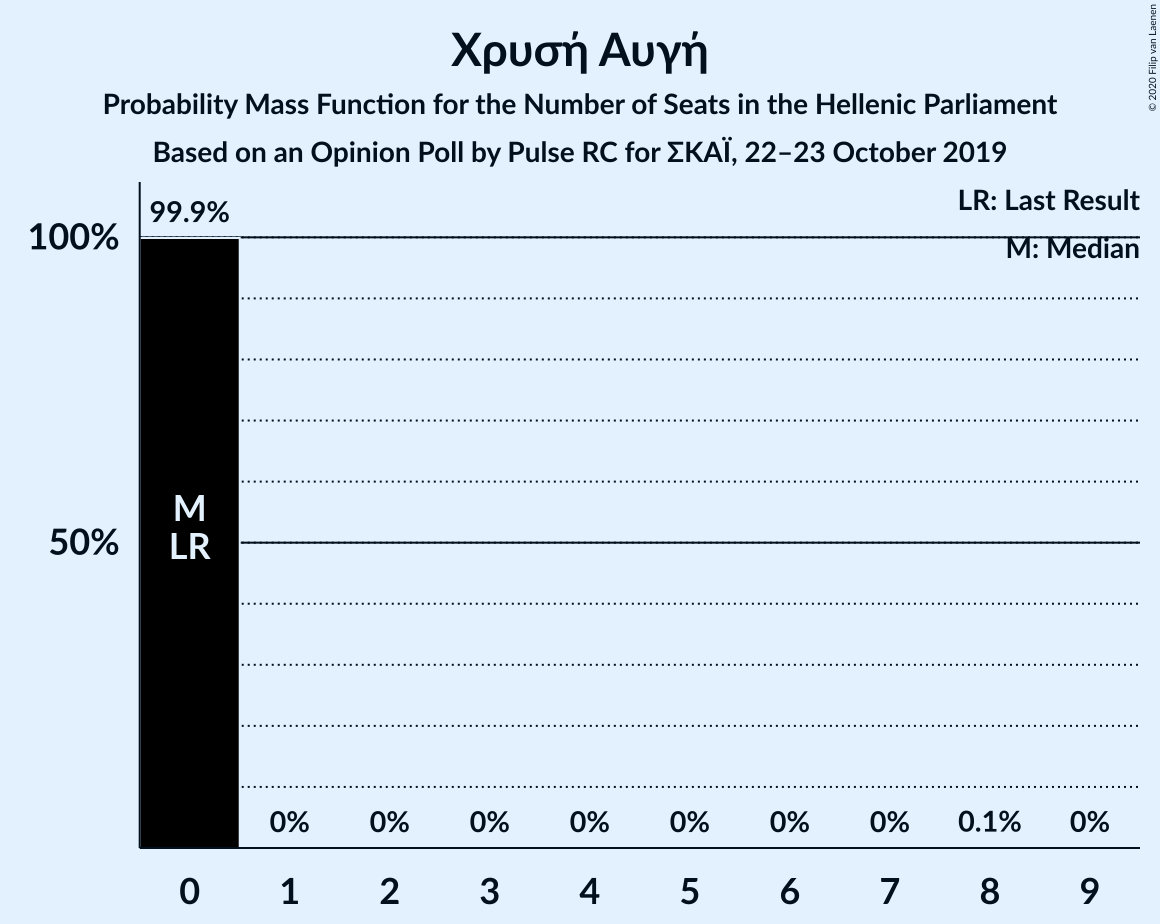 Χρυσή Αυγή
Probability Mass Function for the Number of Seats in the Hellenic Parliament
Based on an Opinion Poll by Pulse RC for ΣΚΑΪ, 22–23 October 2019
© 2020 Filip van Laenen
LR: Last Result
M: Median
99.9%
100%
50%
M
LR
0% 0% 0% 0% 0% 0% 0% 0.1% 0%
0 1 2 3 4 5 6 7 8 9